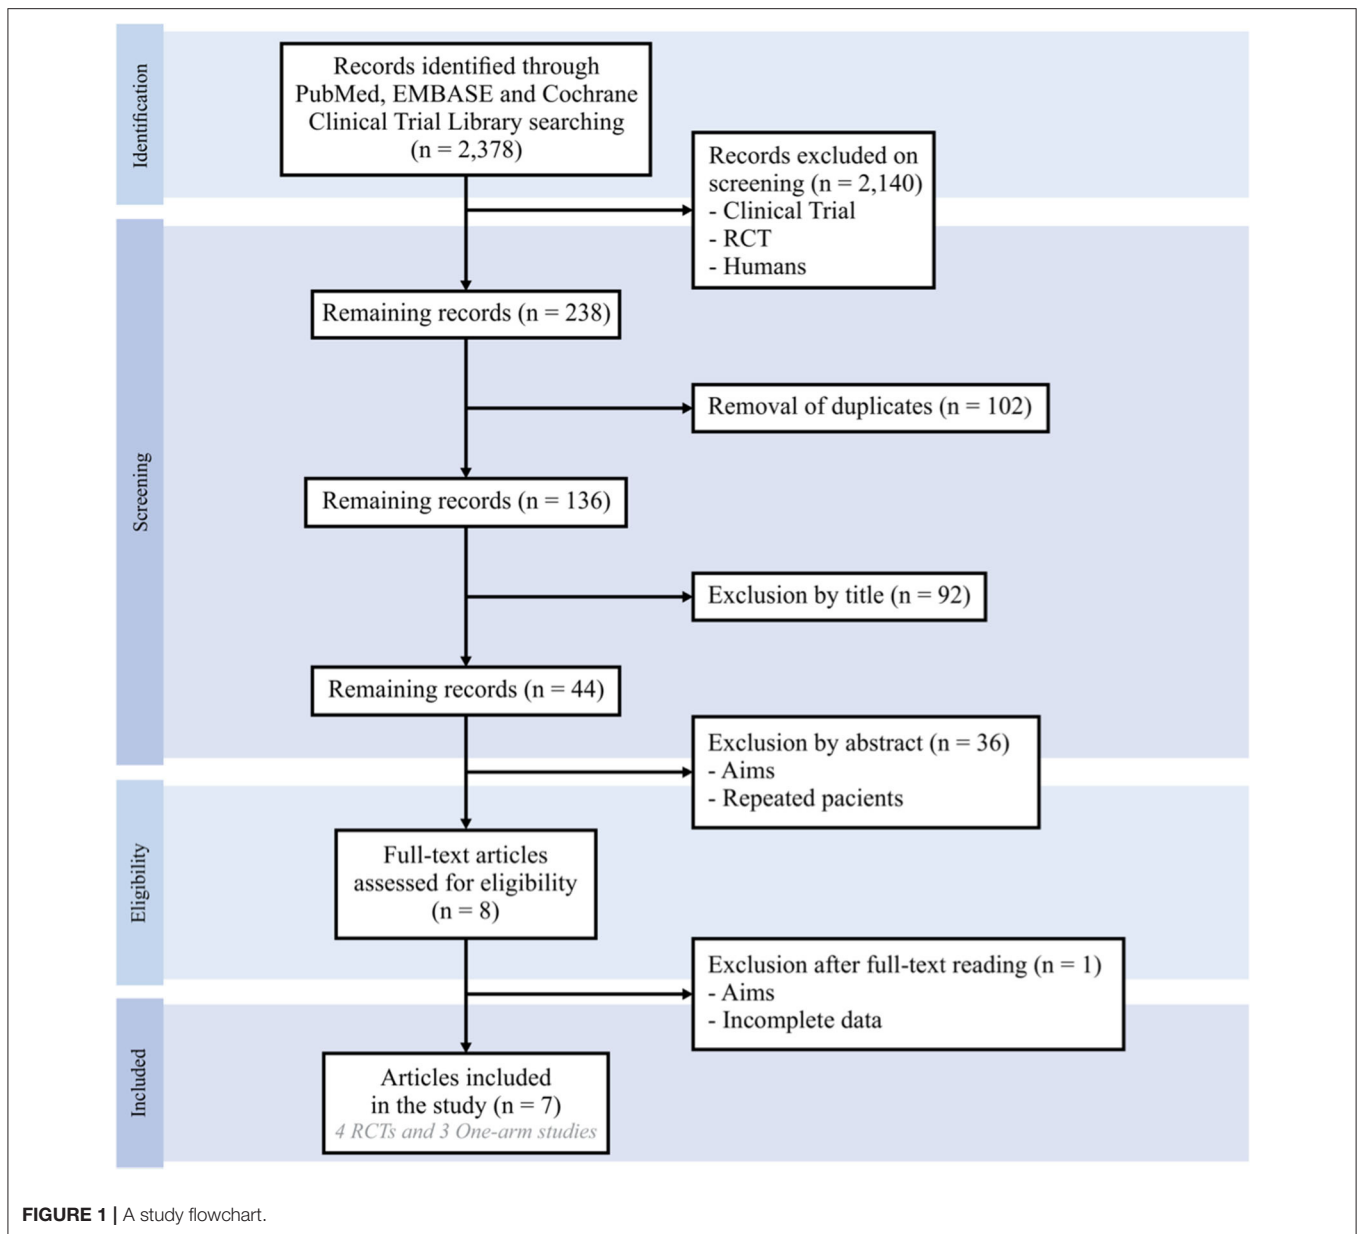 Identification
Records identified through
PubMed, EMBASE and Cochrane
Clinical Trial Library searching
(n = 2,378)
Records excluded on
screening (n = 2,140)
- Clinical Trial
- RCT
- Humans
Screening
Remaining records (n = 238)
Removal of duplicates (n = 102)
Remaining records (n = 136)
Exclusion by title (n = 92)
Remaining records (n = 44)
Exclusion by abstract (n = 36)
- Aims
- Repeated pacients
Eligibility
Full-text articles
assessed for eligibility
(n = 8)
Exclusion after full-text reading (n = 1)
- Aims
- Incomplete data
Included
Articles included
in the study (n = 7)
4 RCTs and 3 One-arm studies
FIGURE 1 | A study flowchart.